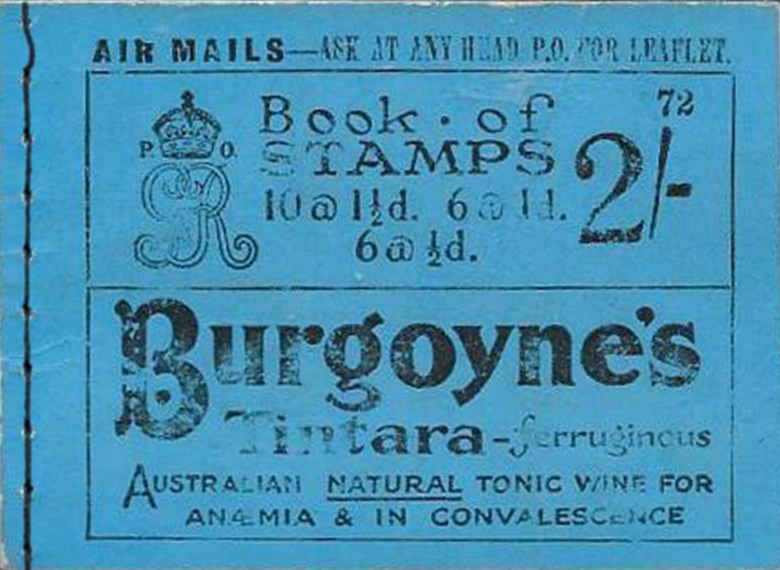 AIR MAILS—ASK AT ANY HEAD P.O. FOR LEAFLET.
72
Book · of
STAMPS
2/-
P. O.
GR
10 @ 1½d. 6 @ 1d.
6 @ ½d.
Burgoyne's
Tintara-ferruginous
AUSTRALIAN NATURAL TONIC WINE FOR
ANÆMIA & IN CONVALESCENCE